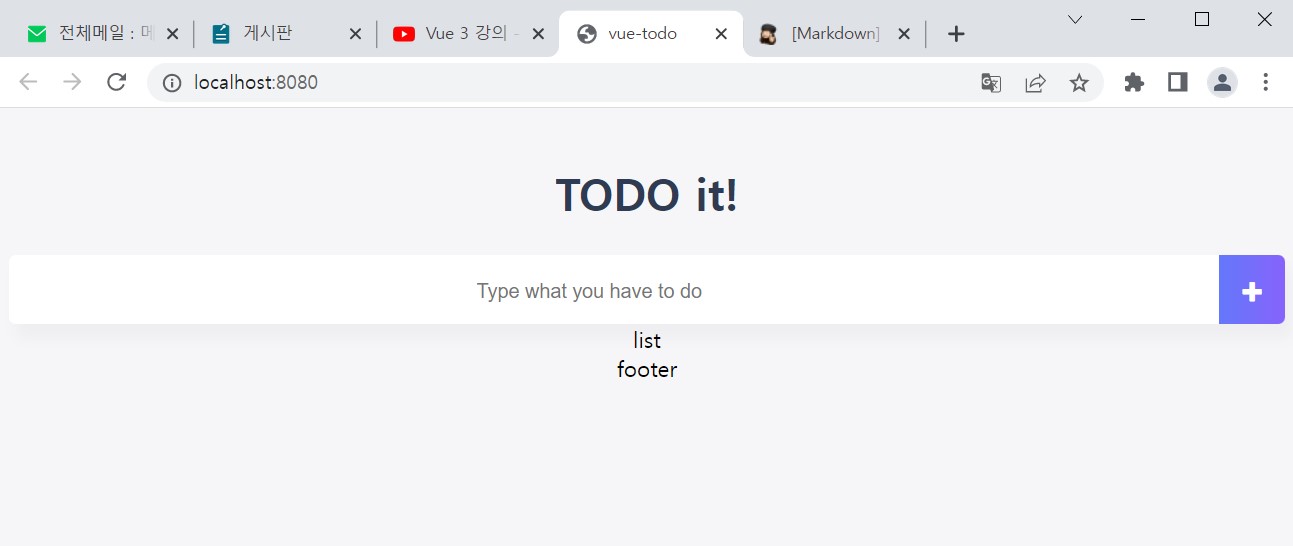 전체메일 : 메
게시판
Vue 3 강의 -
vue-todo
[Markdown]
localhost:8080
TODO it!
Type what you have to do
list
footer